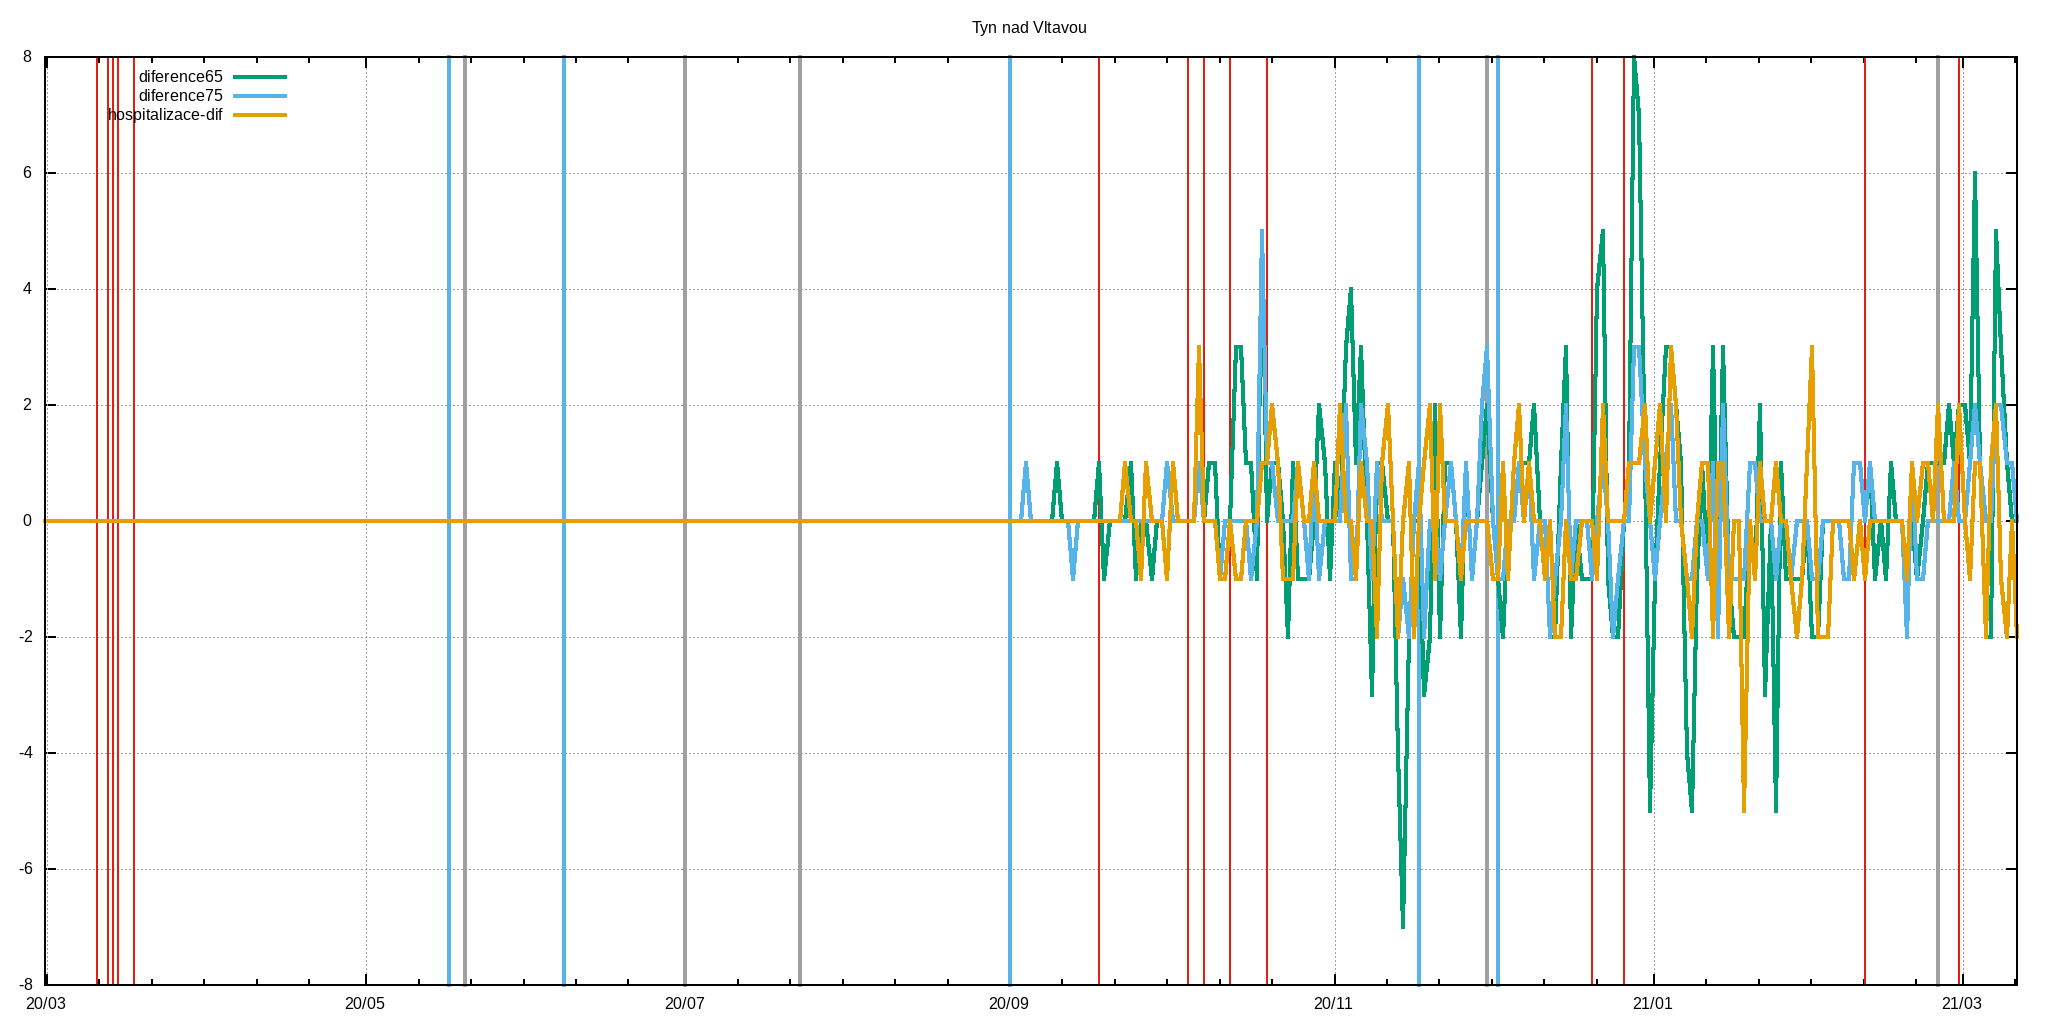 Tyn nad Vltavou
8
diference65
diference75
hospitalizace-dif
6
4
2
0
-2
-4
-6
-8
20/03 20/05 20/07 20/09 20/11 21/01 21/03